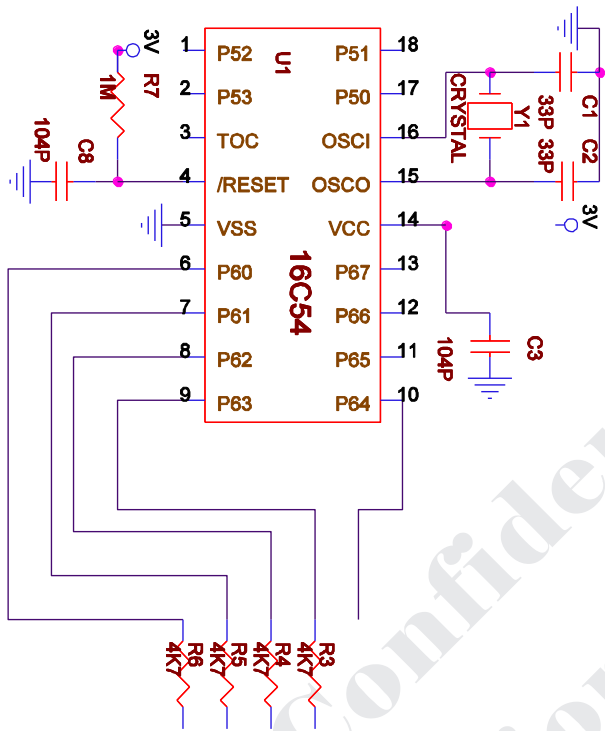 3V
1 P52
U1
P51 18
2 P53
P50 17
3 TOC
OSCI 16
4 /RESET
OSCO 15
5 VSS
VCC 14
6 P60
P67 13
7 P61
P66 12
8 P62
P65 11
9 P63
P64 10
16C54
R7
1M
C8
104P
CRYSTAL
Y1
C1
33P
C2
33P
3V
C3
104P
R6
4K7
R5
4K7
R4
4K7
R3
4K7